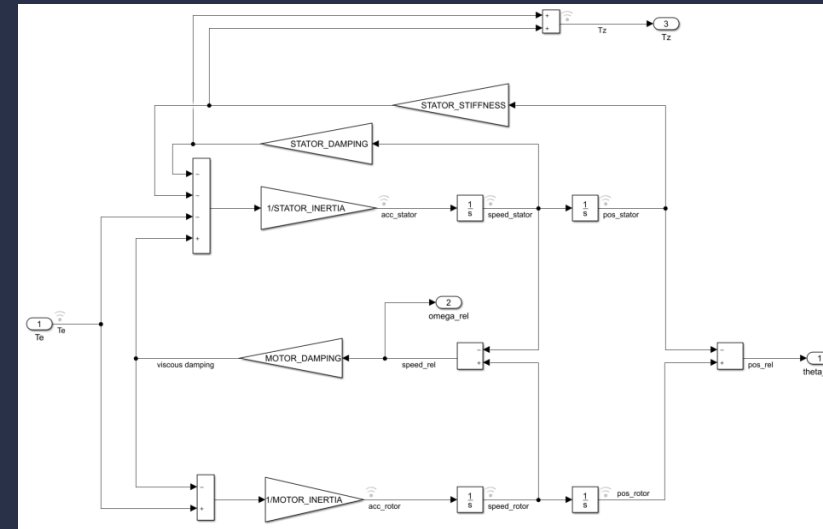 +
+
Tz
3
Tz
STATOR_STIFFNESS
STATOR_DAMPING
−
−
−
+
1/STATOR_INERTIA
acc_stator
1
s
speed_stator
1
s
pos_stator
2
omega_rel
1
Te
Te
viscous damping
MOTOR_DAMPING
speed_rel
−
+
−
+
pos_rel
1
theta_
−
+
1/MOTOR_INERTIA
acc_rotor
1
s
speed_rotor
1
s
pos_rotor